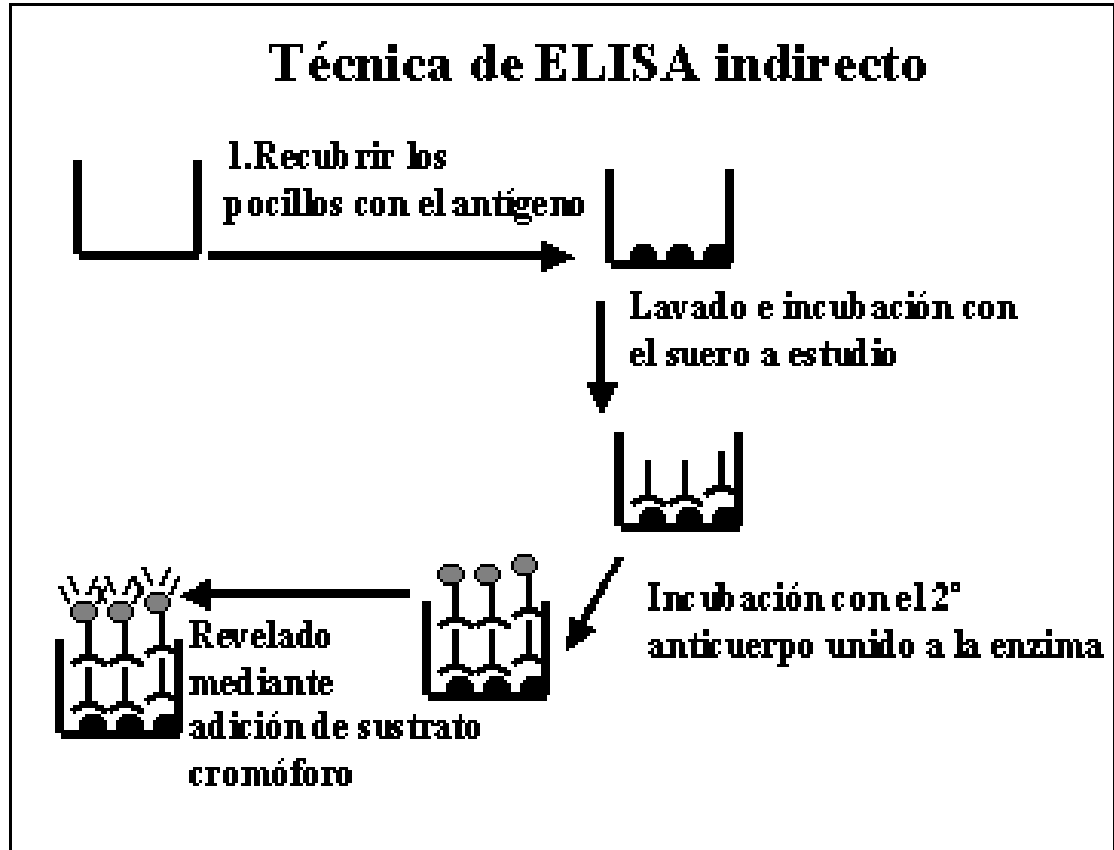 Técnica de ELISA indirecto
1.Recubrir los
pocillos con el antígeno
Lavado e incubación con
el suero a estudio
Incubación con el 2º
anticuerpo unido a la enzima
Revelado
mediante
adición de sustrato
cromóforo